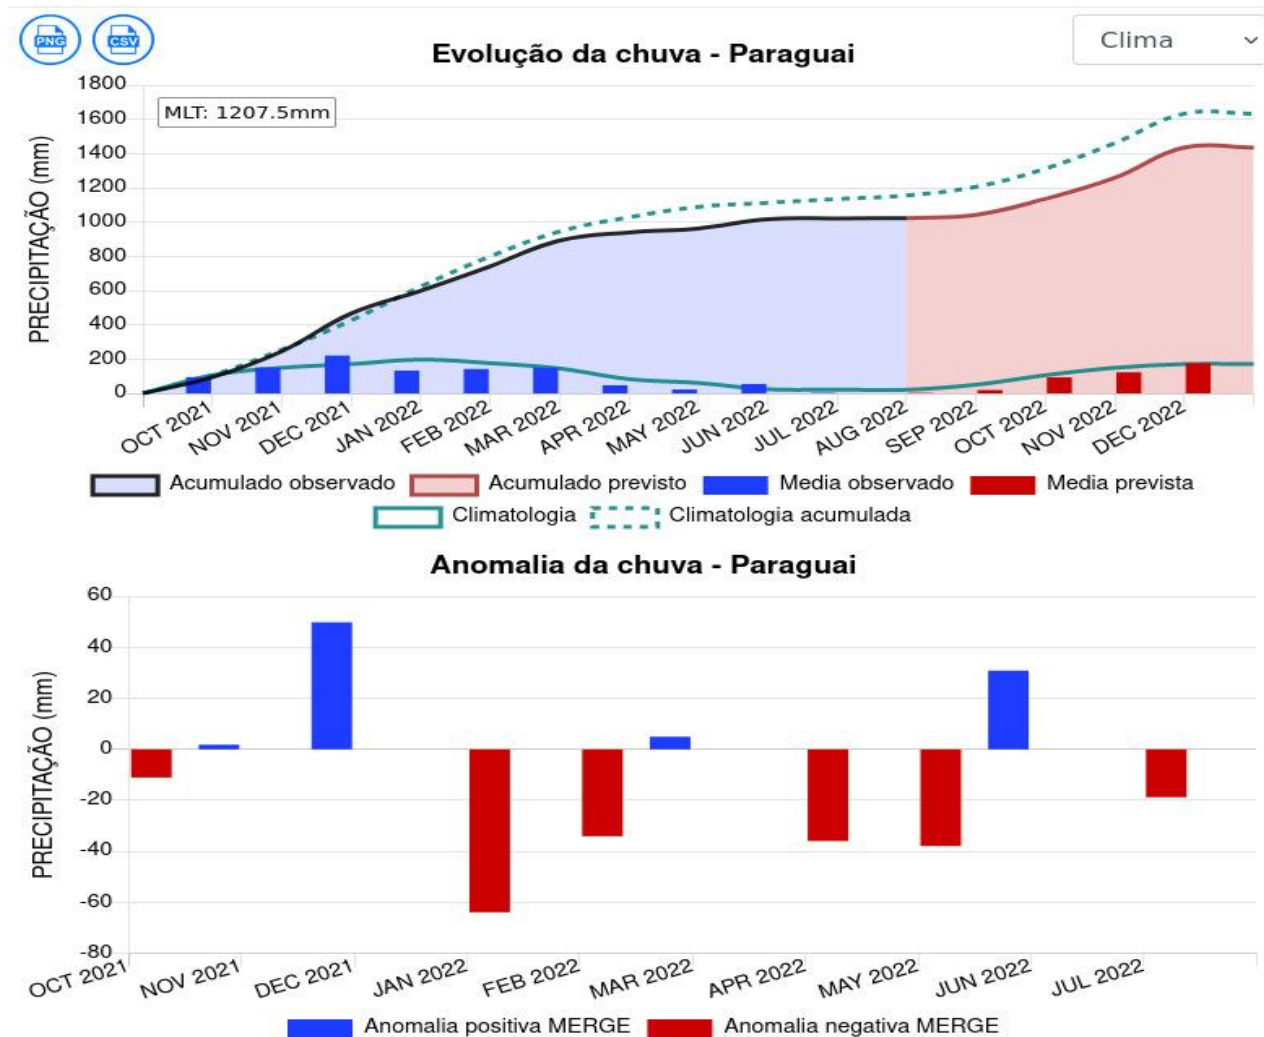 PNG CSV
Evolução da chuva - Paraguai
Clima
MLT: 1207.5mm
PRECIPITAÇÃO (mm)
1800
1600
1400
1200
1000
800
600
400
200
0
OCT 2021 NOV 2021 DEC 2021 JAN 2022 FEB 2022 MAR 2022 APR 2022 MAY 2022 JUN 2022 JUL 2022 AUG 2022 SEP 2022 OCT 2022 NOV 2022 DEC 2022
Acumulado observado Acumulado previsto Media observado Media prevista
Climatologia Climatologia acumulada
Anomalia da chuva - Paraguai
PRECIPITAÇÃO (mm)
60
40
20
0
-20
-40
-60
-80
OCT 2021 NOV 2021 DEC 2021 JAN 2022 FEB 2022 MAR 2022 APR 2022 MAY 2022 JUN 2022 JUL 2022
Anomalia positiva MERGE Anomalia negativa MERGE